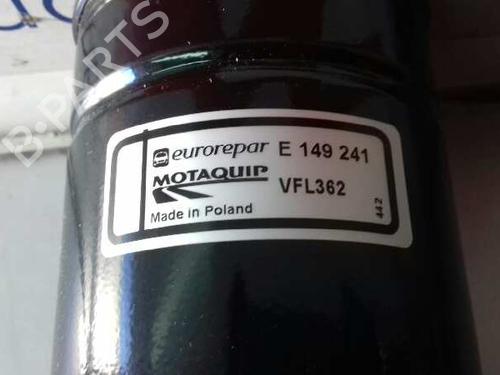 eurorepar E 149 241
MOTAQUIP VFL362
Made in Poland
442
B-PARTS